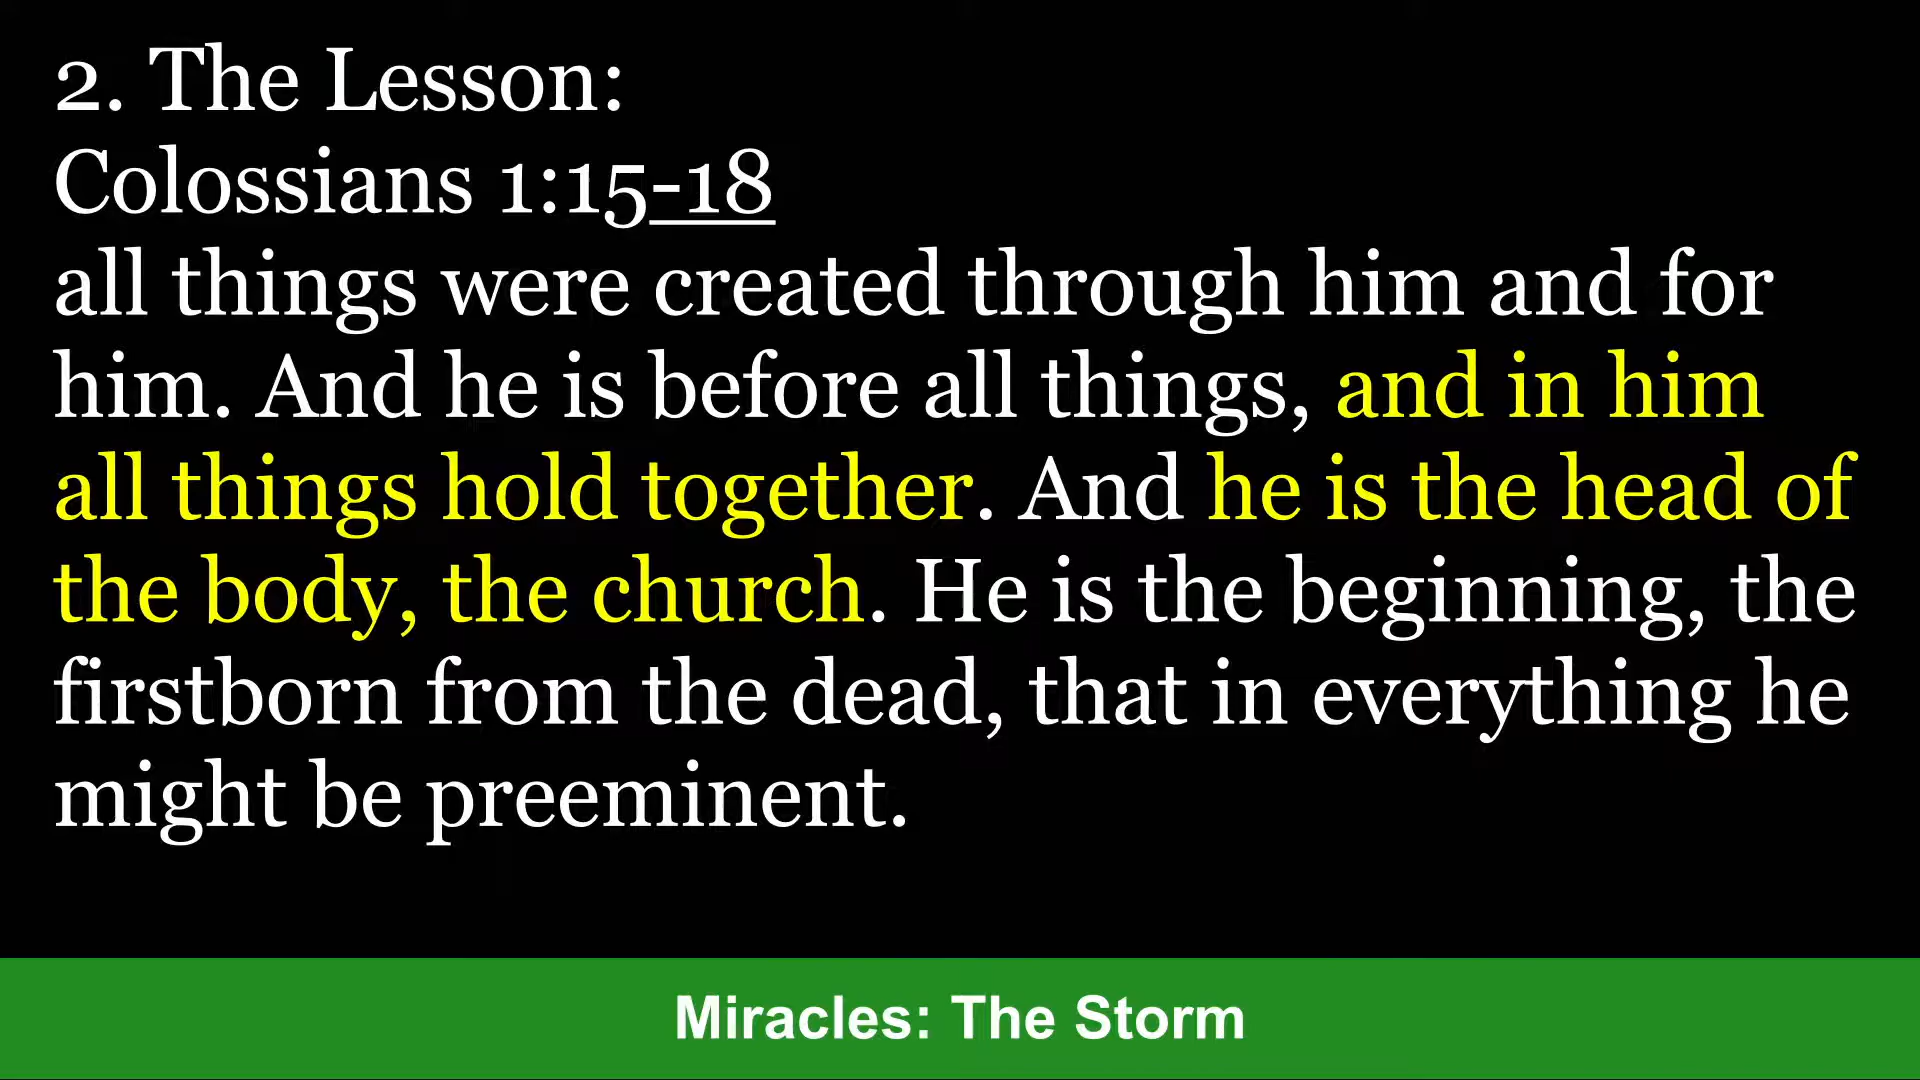 2. The Lesson:
Colossians 1:15-18
all things were created through him and for
him. And he is before all things, and in him
all things hold together. And he is the head of
the body, the church. He is the beginning, the
firstborn from the dead, that in everything he
might be preeminent.
Miracles: The Storm